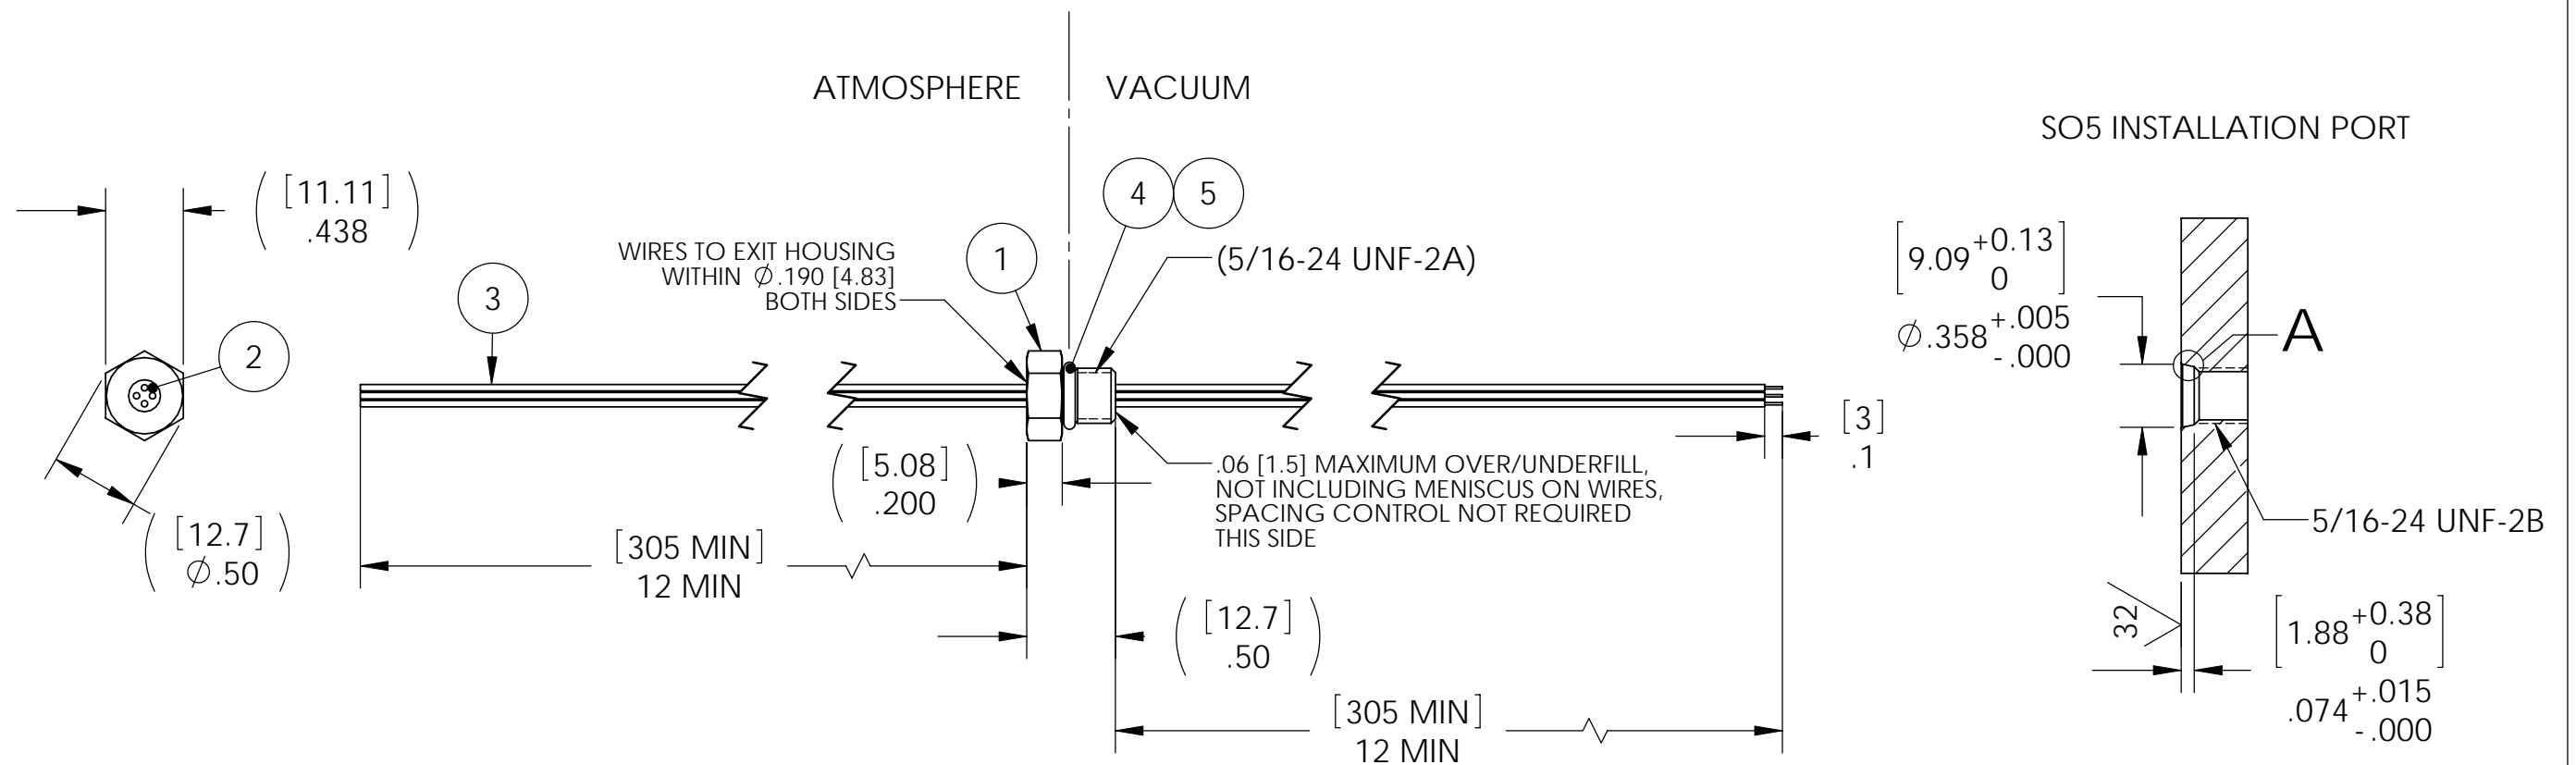 ATMOSPHERE
VACUUM
SO5 INSTALLATION PORT
[11.11]
(.438)
WIRES TO EXIT HOUSING
WITHIN ∅.190 [4.83]
BOTH SIDES
1
2
3
4
5
(5/16-24 UNF-2A)
[9.09 +0.13 0]
∅.358 +.005 -.000
A
[3]
.1
([5.08]
.200)
.06 [1.5] MAXIMUM OVER/UNDERFILL,
NOT INCLUDING MENISCUS ON WIRES,
SPACING CONTROL NOT REQUIRED
THIS SIDE
5/16-24 UNF-2B
([12.7]
∅.50)
[305 MIN]
12 MIN
([12.7]
.50)
32
[1.88 +0.38 0]
.074 +.015 -.000
[305 MIN]
12 MIN